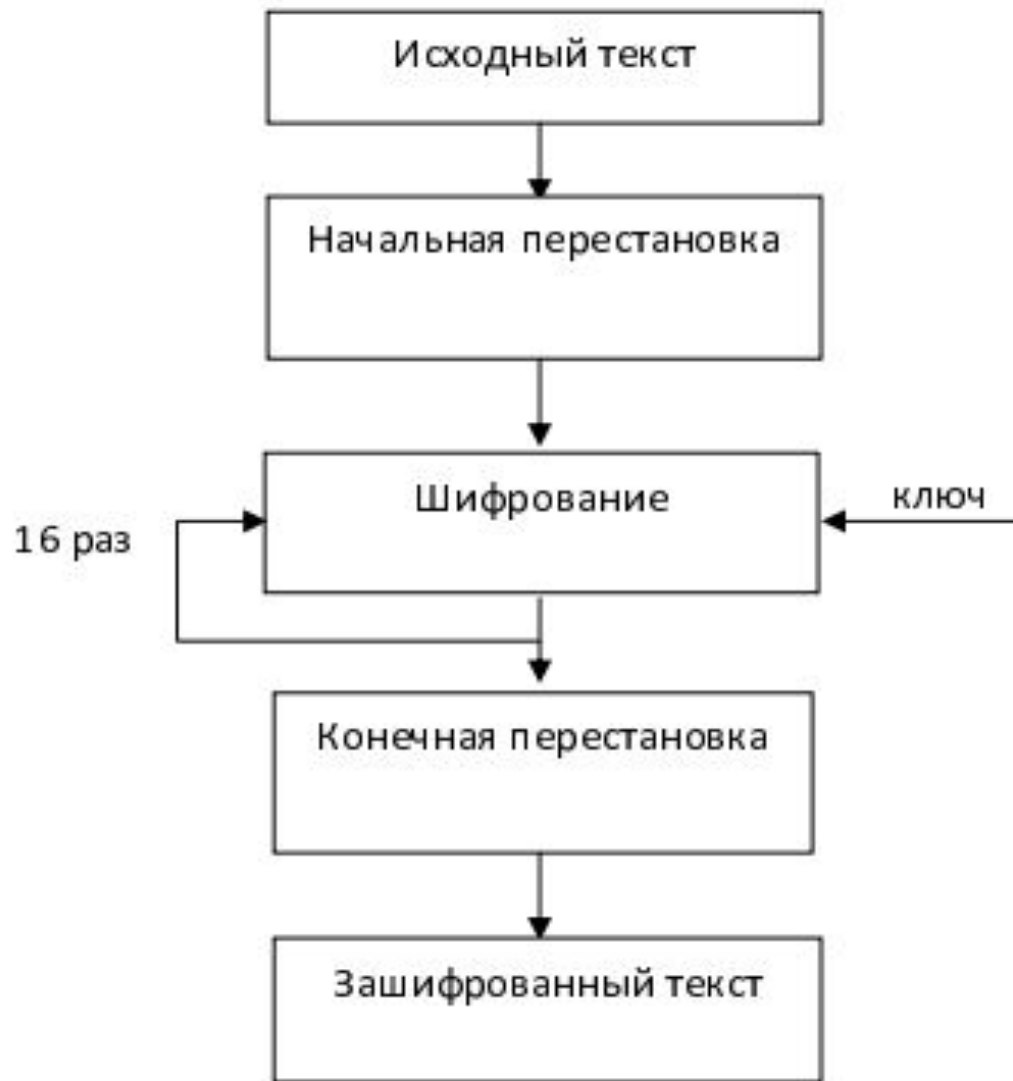 Исходный текст
Начальная перестановка
Шифрование
ключ
16 раз
Конечная перестановка
Зашифрованный текст